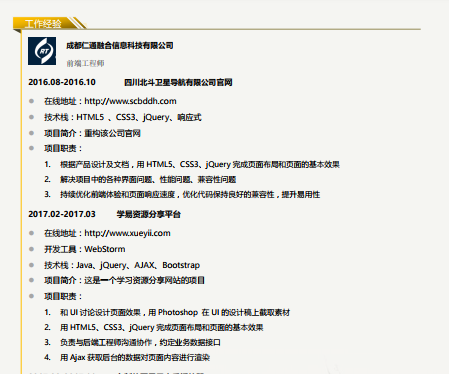 工作经验
RT
成都仁通融合信息科技有限公司
前端工程师
2016.08-2016.10 四川北斗卫星导航有限公司官网
在线地址：http://www.scbddh.com
技术栈：HTML5 、CSS3、jQuery、响应式
项目简介：重构该公司官网
项目职责：
1. 根据产品设计及文档，用 HTML5、CSS3、jQuery 完成页面布局和页面的基本效果
2. 解决项目中的各种界面问题、性能问题、兼容性问题
3. 持续优化前端体验和页面响应速度，优化代码保持良好的兼容性，提升易用性
2017.02-2017.03 学易资源分享平台
在线地址：http://www.xueyii.com
开发工具：WebStorm
技术栈：Java、jQuery、AJAX、Bootstrap
项目简介：这是一个学习资源分享网站的项目
项目职责：
1. 和 UI 讨论设计页面效果，用 Photoshop 在 UI 的设计稿上截取素材
2. 用 HTML5、CSS3、jQuery 完成页面布局和页面的基本效果
3. 负责与后端工程师沟通协作，约定业务数据接口
4. 用 Ajax 获取后台的数据对页面内容进行渲染